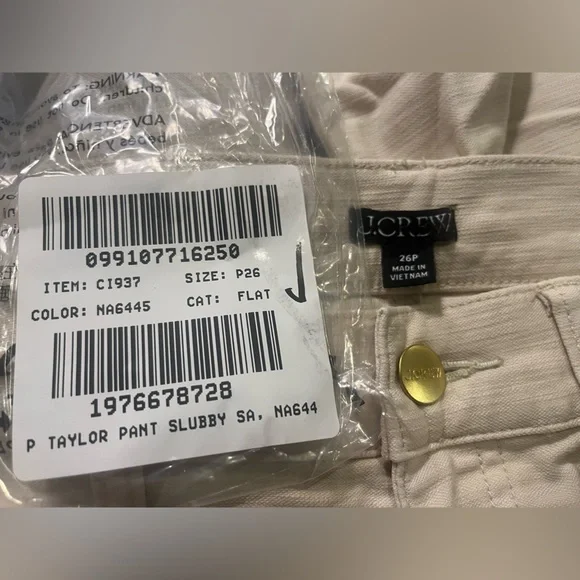 099107716250
ITEM: CI937 SIZE: P26
COLOR: NA6445 CAT: FLAT
1976678728
P TAYLOR PANT SLUBBY SA, NA644
J.CREW
26P
MADE IN
VIETNAM
J.CREW